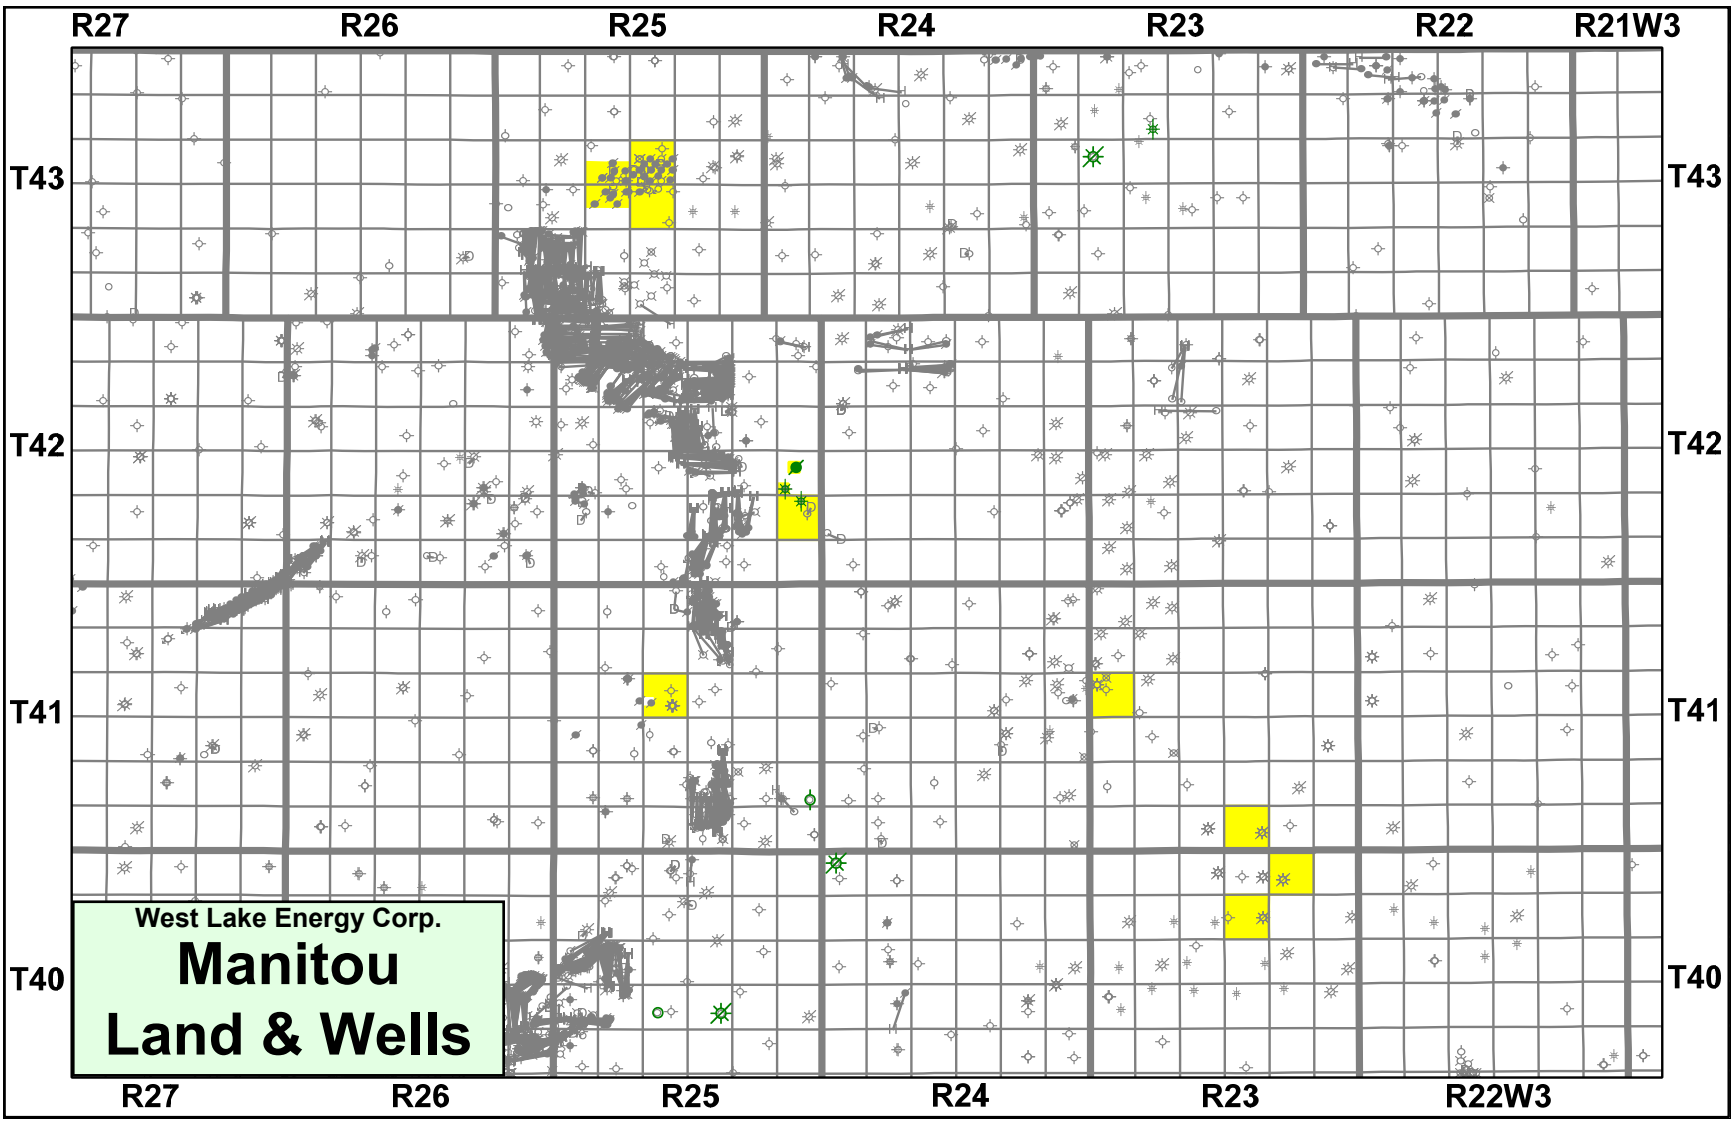 R27 R26 R25 R24 R23 R22 R21W3
T43 T43
T42 T42
T41 T41
West Lake Energy Corp.
Manitou
T40 T40
Land & Wells
R27 R26 R25 R24 R23 R22W3